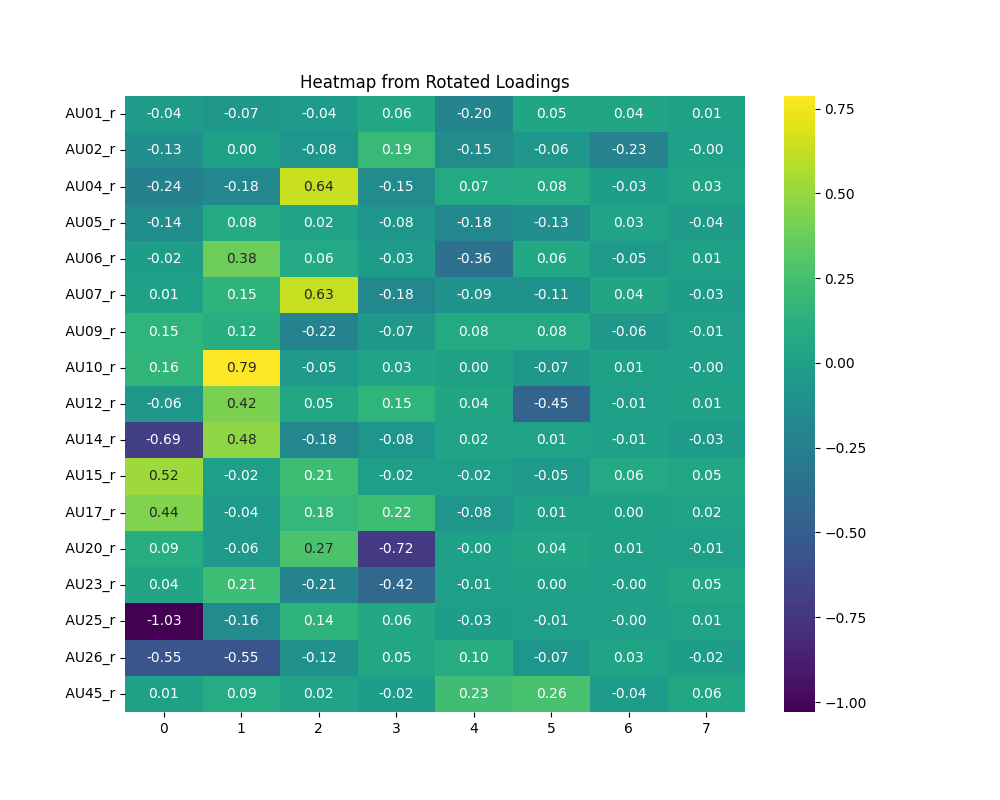 Heatmap from Rotated Loadings
AU01_r -0.04 -0.07 -0.04 0.06 -0.20 0.05 0.04 0.01
AU02_r -0.13 0.00 -0.08 0.19 -0.15 -0.06 -0.23 -0.00
AU04_r -0.24 -0.18 0.64 -0.15 0.07 0.08 -0.03 0.03
AU05_r -0.14 0.08 0.02 -0.08 -0.18 -0.13 0.03 -0.04
AU06_r -0.02 0.38 0.06 -0.03 -0.36 0.06 -0.05 0.01
AU07_r 0.01 0.15 0.63 -0.18 -0.09 -0.11 0.04 -0.03
AU09_r 0.15 0.12 -0.22 -0.07 0.08 0.08 -0.06 -0.01
AU10_r 0.16 0.79 -0.05 0.03 0.00 -0.07 0.01 -0.00
AU12_r -0.06 0.42 0.05 0.15 0.04 -0.45 -0.01 0.01
AU14_r -0.69 0.48 -0.18 -0.08 0.02 0.01 -0.01 -0.03
AU15_r 0.52 -0.02 0.21 -0.02 -0.02 -0.05 0.06 0.05
AU17_r 0.44 -0.04 0.18 0.22 -0.08 0.01 0.00 0.02
AU20_r 0.09 -0.06 0.27 -0.72 -0.00 0.04 0.01 -0.01
AU23_r 0.04 0.21 -0.21 -0.42 -0.01 0.00 -0.00 0.05
AU25_r -1.03 -0.16 0.14 0.06 -0.03 -0.01 -0.00 0.01
AU26_r -0.55 -0.55 -0.12 0.05 0.10 -0.07 0.03 -0.02
AU45_r 0.01 0.09 0.02 -0.02 0.23 0.26 -0.04 0.06
0 1 2 3 4 5 6 7
0.75
0.50
0.25
0.00
−0.25
−0.50
−0.75
−1.00